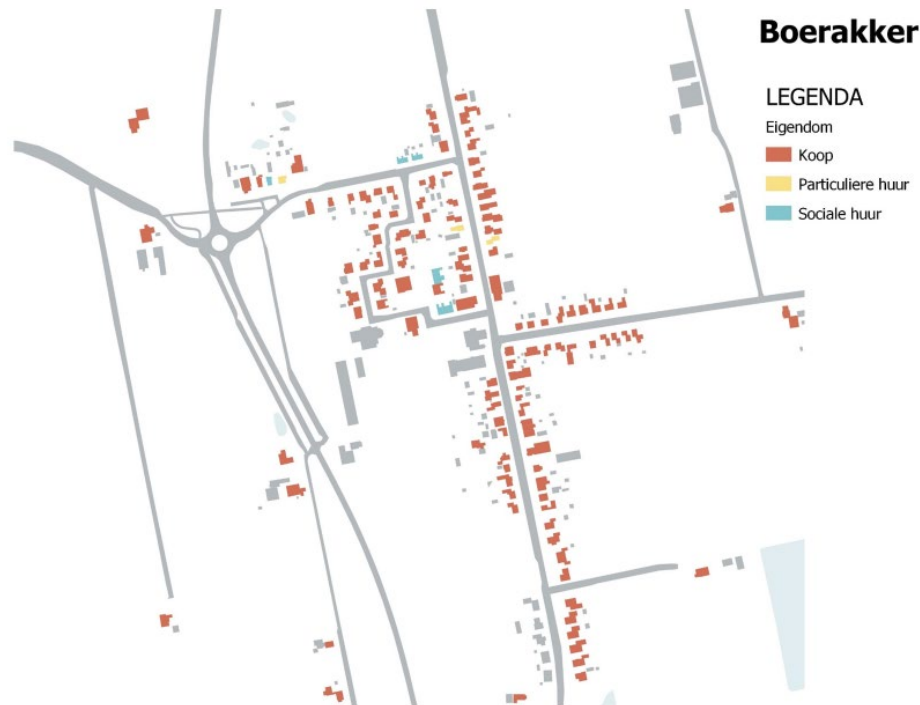 Boerakker
LEGENDA
Eigendom
Koop
Particuliere huur
Sociale huur